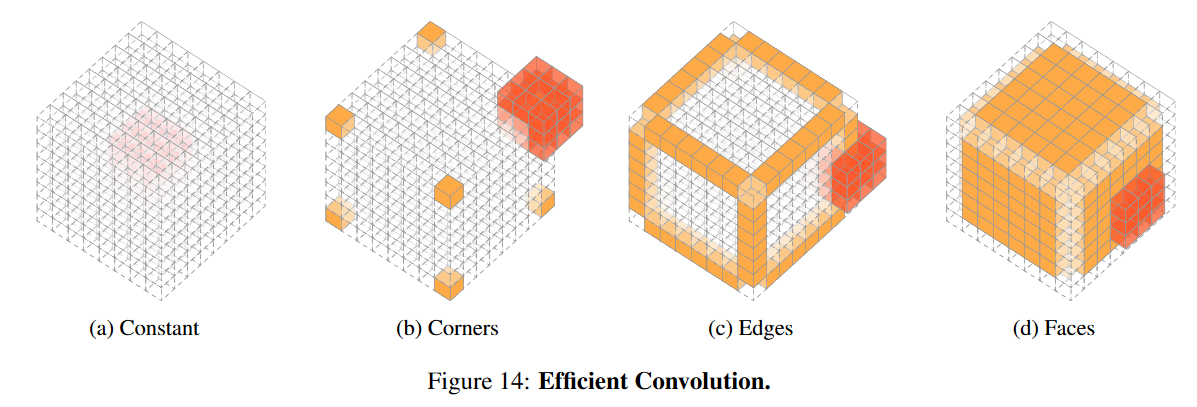 (a) Constant
(b) Corners
(c) Edges
(d) Faces
Figure 14: Efficient Convolution.